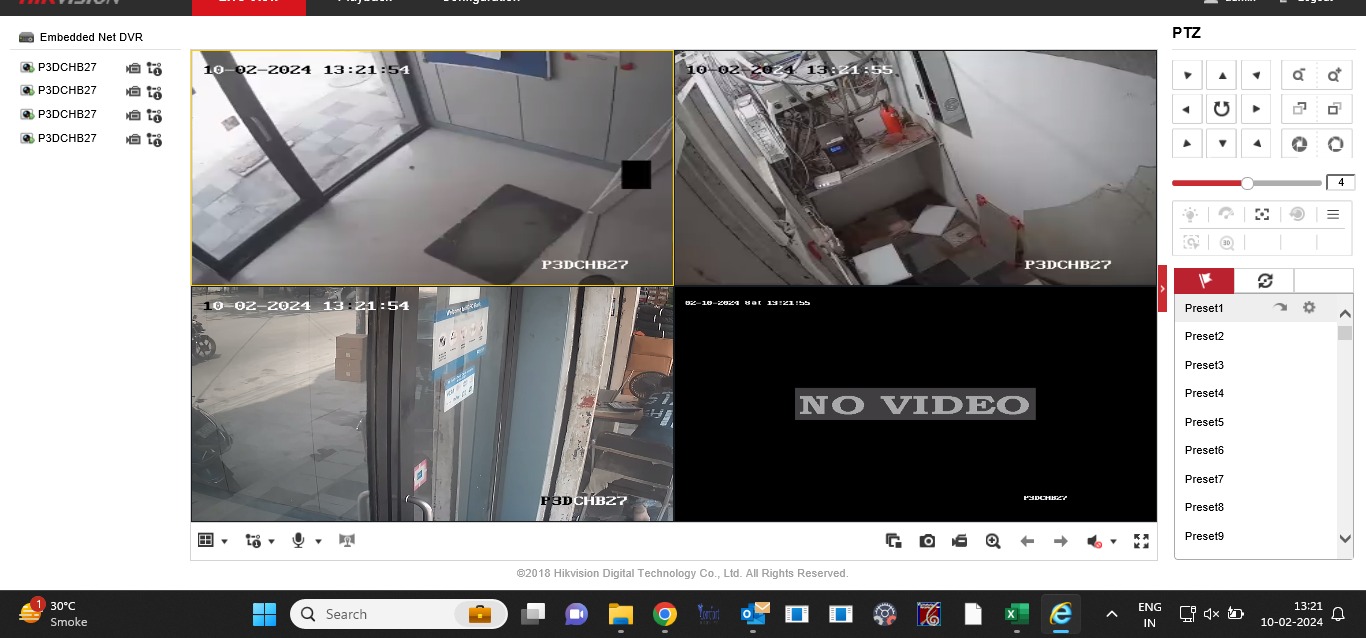 HIKVISION Live View Playback Configuration admin Logout
Embedded Net DVR
P3DCHB27
P3DCHB27
P3DCHB27
P3DCHB27
10-02-2024 13:21:54
P3DCHB27
10-02-2024 13:21:55
P3DCHB27
10-02-2024 13:21:54
P3DCHB27
02-10-2024 Sat 13:21:55
NO VIDEO
P3DCHB27
PTZ
4
3D
Preset1
Preset2
Preset3
Preset4
Preset5
Preset6
Preset7
Preset8
Preset9
©2018 Hikvision Digital Technology Co., Ltd. All Rights Reserved.
1
30°C
Smoke
Search
ENG
IN
13:21
10-02-2024